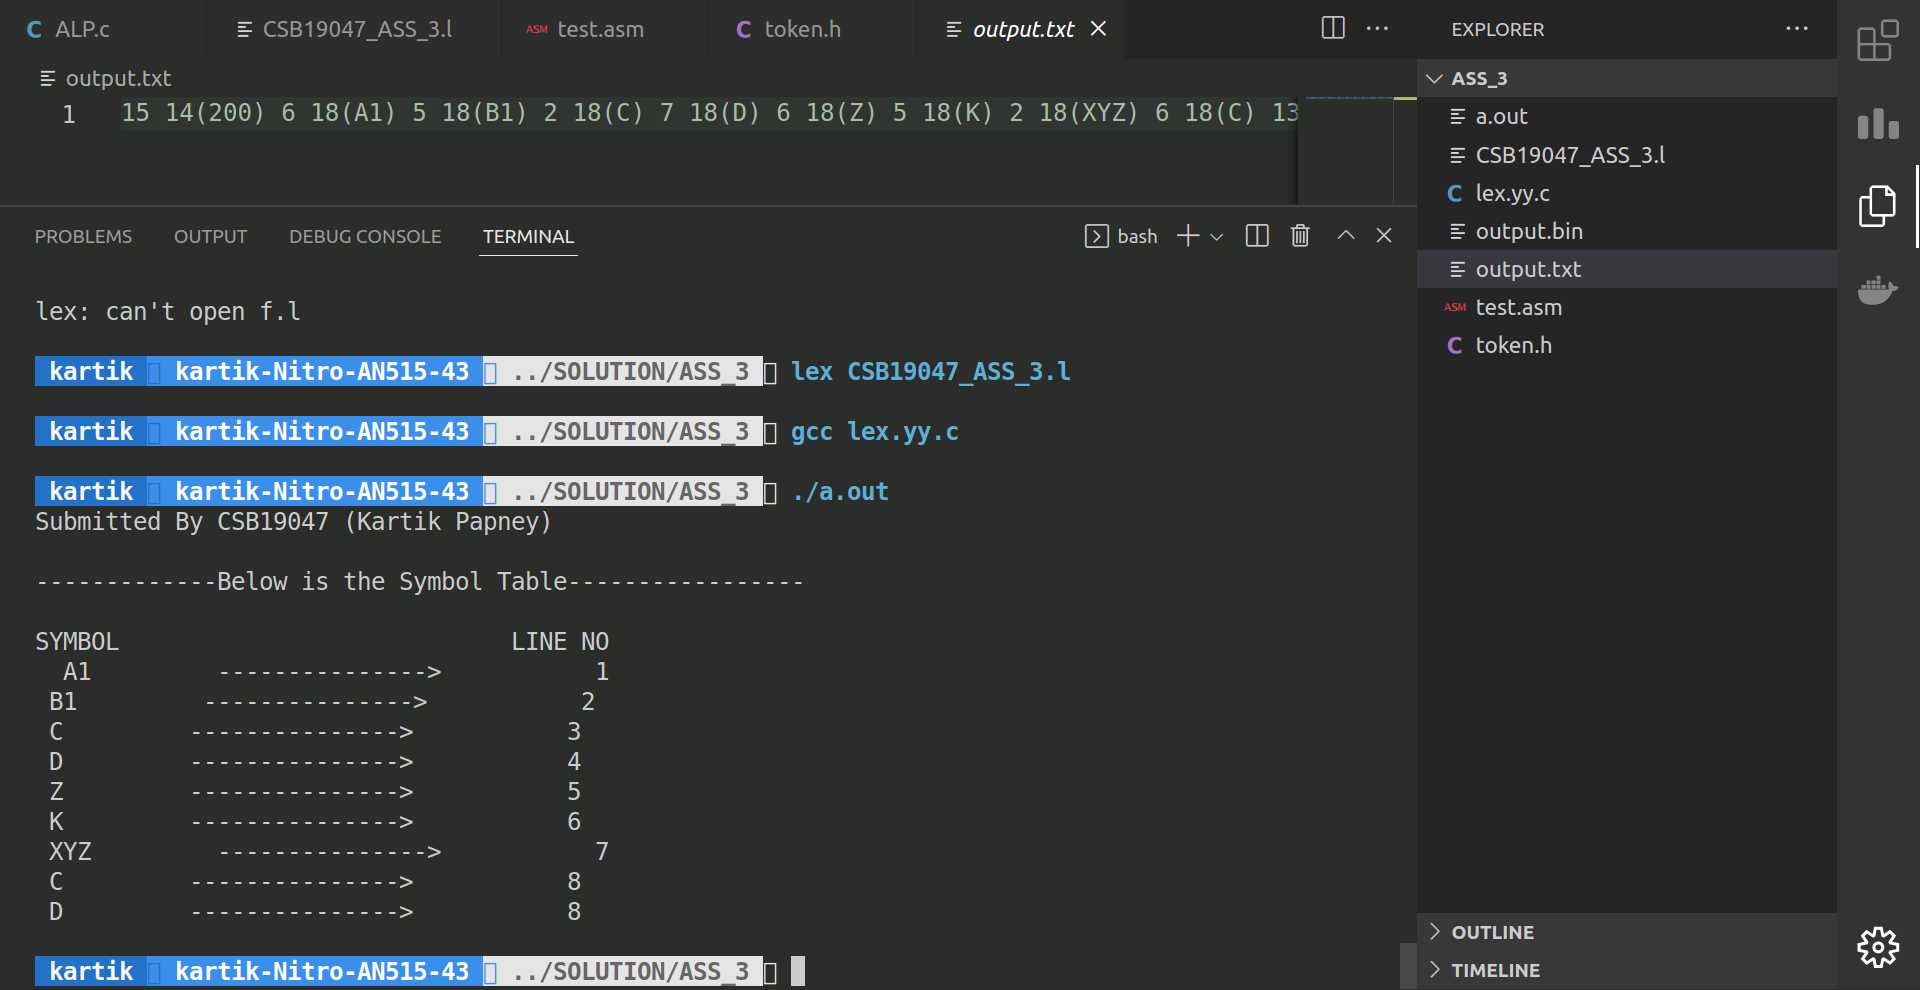 ALP.c CSB19047_ASS_3.l ASM test.asm token.h output.txt
output.txt
1 15 14(200) 6 18(A1) 5 18(B1) 2 18(C) 7 18(D) 6 18(Z) 5 18(K) 2 18(XYZ) 6 18(C) 13
PROBLEMS OUTPUT DEBUG CONSOLE TERMINAL bash
lex: can't open f.l
kartik kartik-Nitro-AN515-43 ../SOLUTION/ASS_3 lex CSB19047_ASS_3.l
kartik kartik-Nitro-AN515-43 ../SOLUTION/ASS_3 gcc lex.yy.c
kartik kartik-Nitro-AN515-43 ../SOLUTION/ASS_3 ./a.out
Submitted By CSB19047 (Kartik Papney)
-------------Below is the Symbol Table-----------------
SYMBOL LINE NO
A1 ---------------> 1
B1 ---------------> 2
C ---------------> 3
D ---------------> 4
Z ---------------> 5
K ---------------> 6
XYZ ---------------> 7
C ---------------> 8
D ---------------> 8
kartik kartik-Nitro-AN515-43 ../SOLUTION/ASS_3
EXPLORER
ASS_3
a.out
CSB19047_ASS_3.l
C lex.yy.c
output.bin
output.txt
ASM test.asm
C token.h
OUTLINE
TIMELINE